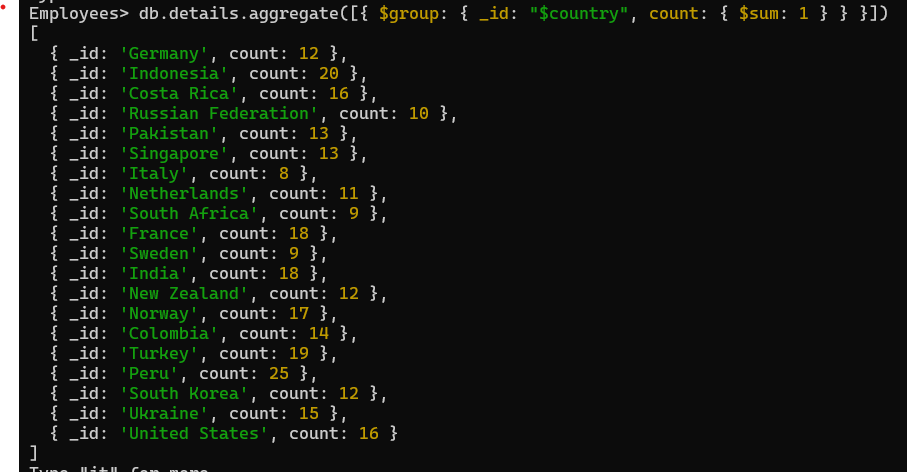 Employees> db.details.aggregate([{ $group: { _id: "$country", count: { $sum: 1 } } }])
[
  { _id: 'Germany', count: 12 },
  { _id: 'Indonesia', count: 20 },
  { _id: 'Costa Rica', count: 16 },
  { _id: 'Russian Federation', count: 10 },
  { _id: 'Pakistan', count: 13 },
  { _id: 'Singapore', count: 13 },
  { _id: 'Italy', count: 8 },
  { _id: 'Netherlands', count: 11 },
  { _id: 'South Africa', count: 9 },
  { _id: 'France', count: 18 },
  { _id: 'Sweden', count: 9 },
  { _id: 'India', count: 18 },
  { _id: 'New Zealand', count: 12 },
  { _id: 'Norway', count: 17 },
  { _id: 'Colombia', count: 14 },
  { _id: 'Turkey', count: 19 },
  { _id: 'Peru', count: 25 },
  { _id: 'South Korea', count: 12 },
  { _id: 'Ukraine', count: 15 },
  { _id: 'United States', count: 16 }
]
Type "it" for more